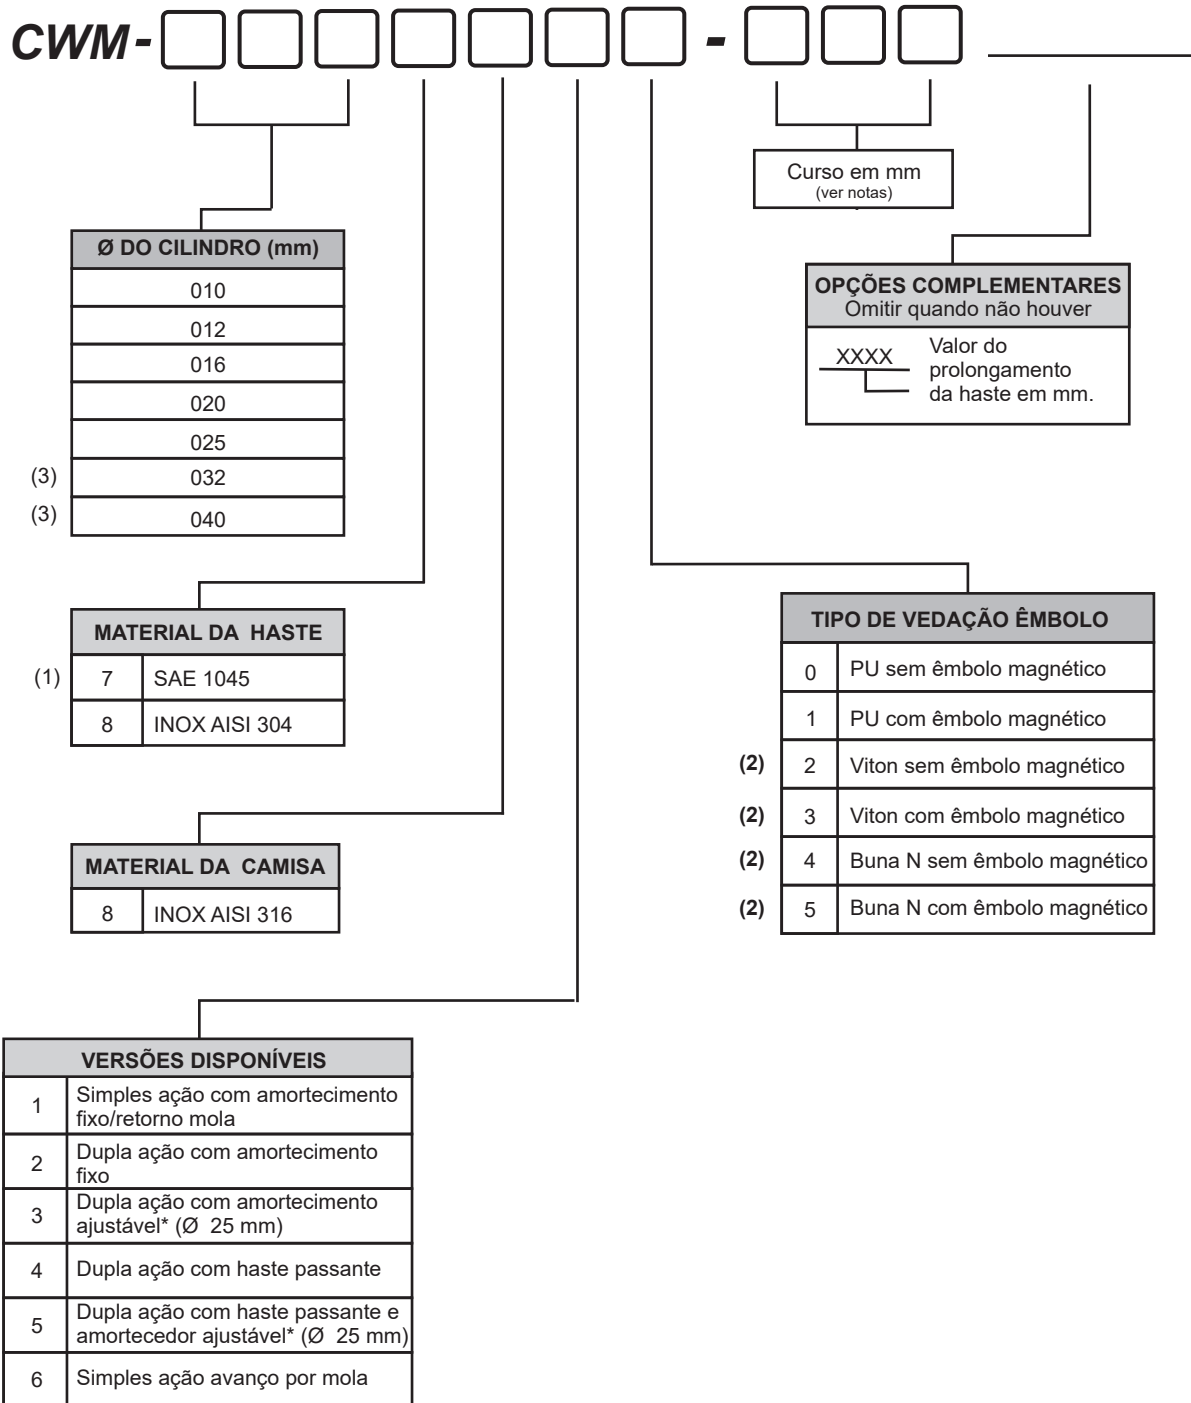 CWM- -
Curso em mm
(ver notas)
Ø DO CILINDRO (mm)
010
012
016
020
025
(3) 032
(3) 040
OPÇÕES COMPLEMENTARES
Omitir quando não houver
XXXX
Valor do
prolongamento
da haste em mm.
MATERIAL DA HASTE
(1) 7 SAE 1045
8 INOX AISI 304
TIPO DE VEDAÇÃO ÊMBOLO
0 PU sem êmbolo magnético
1 PU com êmbolo magnético
(2) 2 Viton sem êmbolo magnético
(2) 3 Viton com êmbolo magnético
(2) 4 Buna N sem êmbolo magnético
(2) 5 Buna N com êmbolo magnético
MATERIAL DA CAMISA
8 INOX AISI 316
VERSÕES DISPONÍVEIS
1 Simples ação com amortecimento
fixo/retorno mola
2 Dupla ação com amortecimento
fixo
3 Dupla ação com amortecimento
ajustável* (Ø 25 mm)
4 Dupla ação com haste passante
5 Dupla ação com haste passante e
amortecedor ajustável* (Ø 25 mm)
6 Simples ação avanço por mola